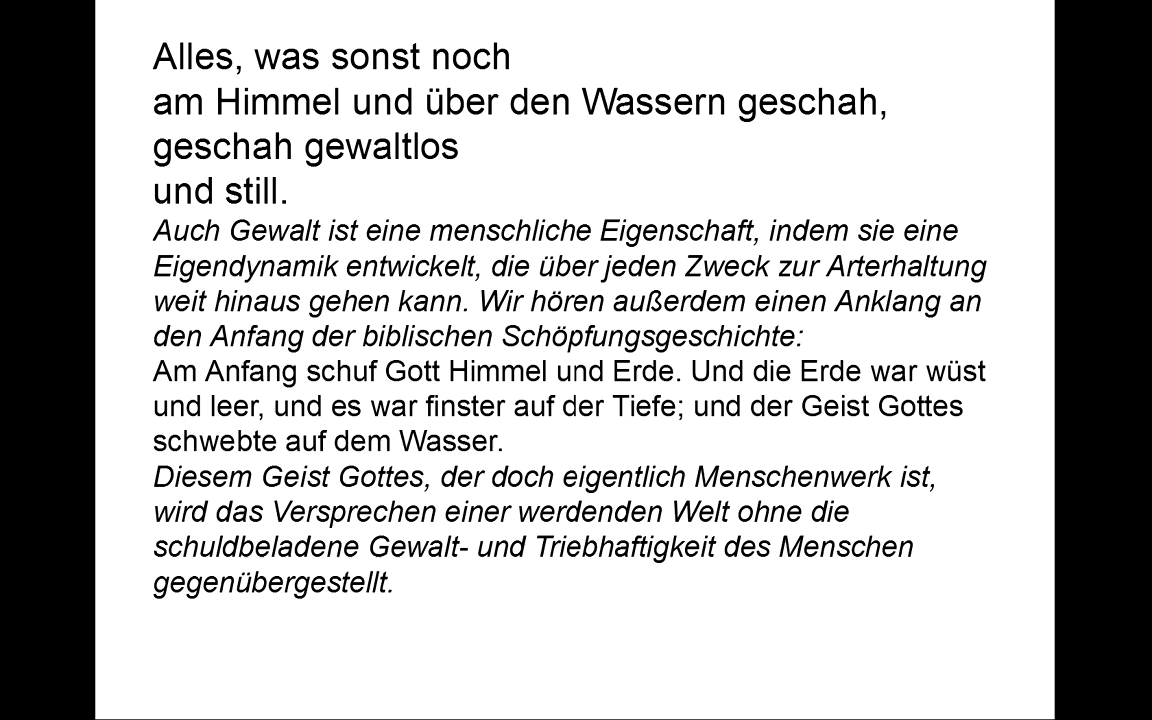 Alles, was sonst noch
am Himmel und über den Wassern geschah,
geschah gewaltlos
und still.
Auch Gewalt ist eine menschliche Eigenschaft, indem sie eine
Eigendynamik entwickelt, die über jeden Zweck zur Arterhaltung
weit hinaus gehen kann. Wir hören außerdem einen Anklang an
den Anfang der biblischen Schöpfungsgeschichte:
Am Anfang schuf Gott Himmel und Erde. Und die Erde war wüst
und leer, und es war finster auf der Tiefe; und der Geist Gottes
schwebte auf dem Wasser.
Diesem Geist Gottes, der doch eigentlich Menschenwerk ist,
wird das Versprechen einer werdenden Welt ohne die
schuldbeladene Gewalt- und Triebhaftigkeit des Menschen
gegenübergestellt.